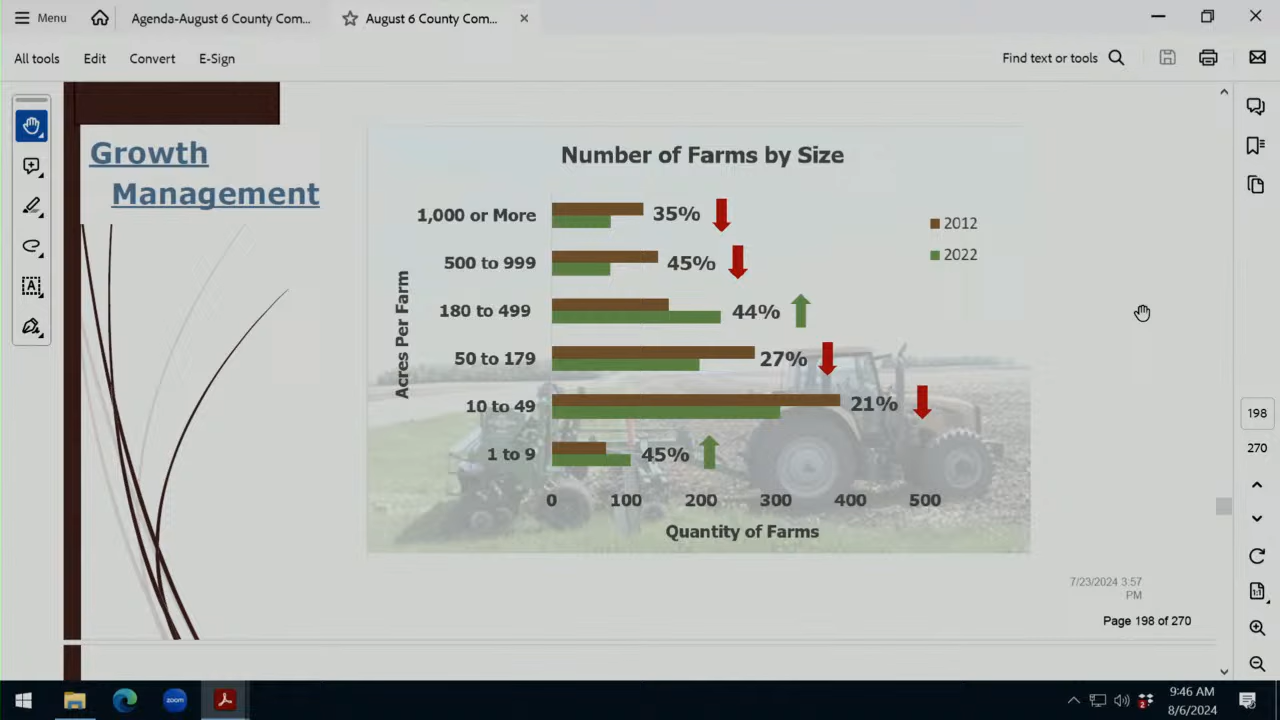 Menu
Agenda-August 6 County Com...
August 6 County Com...
All tools
Edit
Convert
E-Sign
Find text or tools
Growth
Management
Number of Farms by Size
Acres Per Farm
1,000 or More
35%
500 to 999
45%
180 to 499
44%
50 to 179
27%
10 to 49
21%
1 to 9
45%
2012
2022
0 100 200 300 400 500
Quantity of Farms
7/23/2024 3:57
PM
Page 198 of 270
198
270
1:1
zoom
2
9:46 AM
8/6/2024